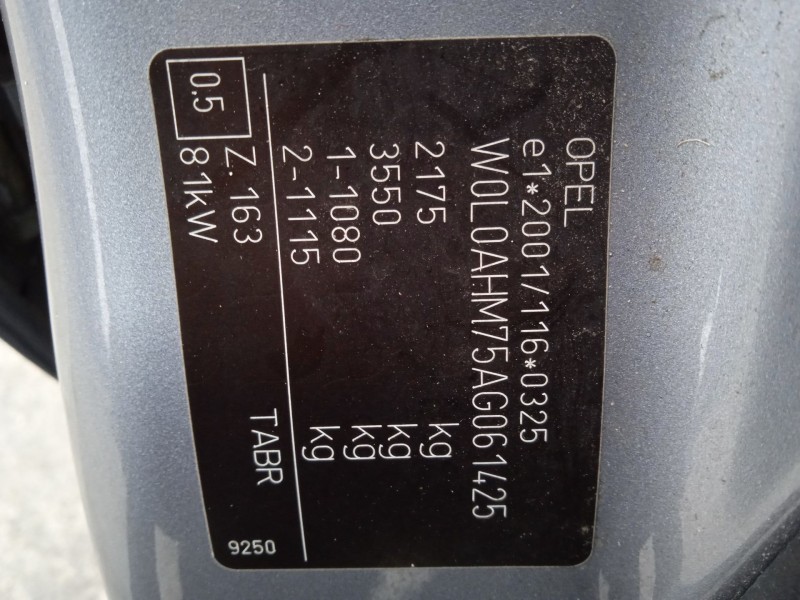 OPEL
e1*2001/116*0325
W0L0AHM75AG061425
2175 kg
3550 kg
1-1080 kg
2-1115 kg
Z. 163 TABR
0.5 81kW
9250